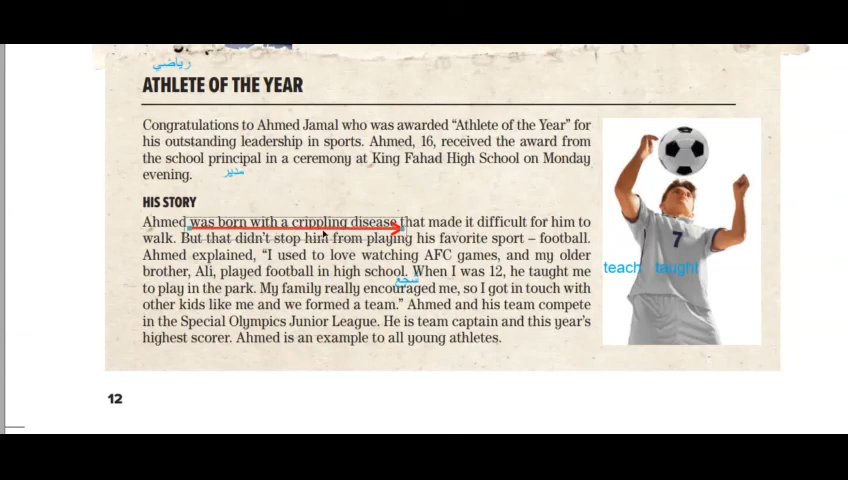 رياضي
ATHLETE OF THE YEAR
Congratulations to Ahmed Jamal who was awarded “Athlete of the Year” for
his outstanding leadership in sports. Ahmed, 16, received the award from
the school principal in a ceremony at King Fahad High School on Monday
evening.
مدير
HIS STORY
Ahmed was born with a crippling disease that made it difficult for him to
walk. But that didn’t stop him from playing his favorite sport – football.
Ahmed explained, “I used to love watching AFC games, and my older
brother, Ali, played football in high school. When I was 12, he taught me
teach taught
شجع
to play in the park. My family really encouraged me, so I got in touch with
other kids like me and we formed a team.” Ahmed and his team compete
in the Special Olympics Junior League. He is team captain and this year’s
highest scorer. Ahmed is an example to all young athletes.
7
12